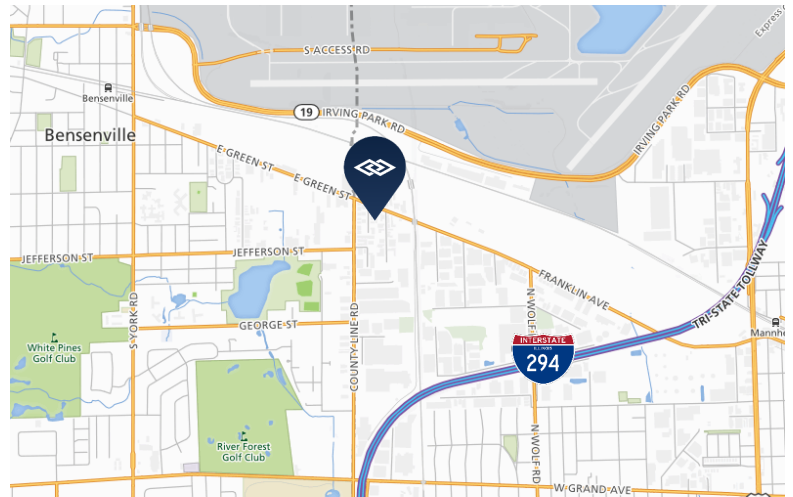 S ACCESS RD
Express
Bensenville
19
IRVING PARK RD
IRVING PARK RD
Bensenville
E GREEN ST
E GREEN ST
JEFFERSON ST
JEFFERSON ST
FRANKLIN AVE
TRI-STATE TOLLWAY
S YORK RD
COUNTY LINE RD
N WOLF
GEORGE ST
Mannhe
White Pines
Golf Club
INTERSTATE
ILLINOIS
294
River Forest
Golf Club
N WOLF RD
W GRAND AVE